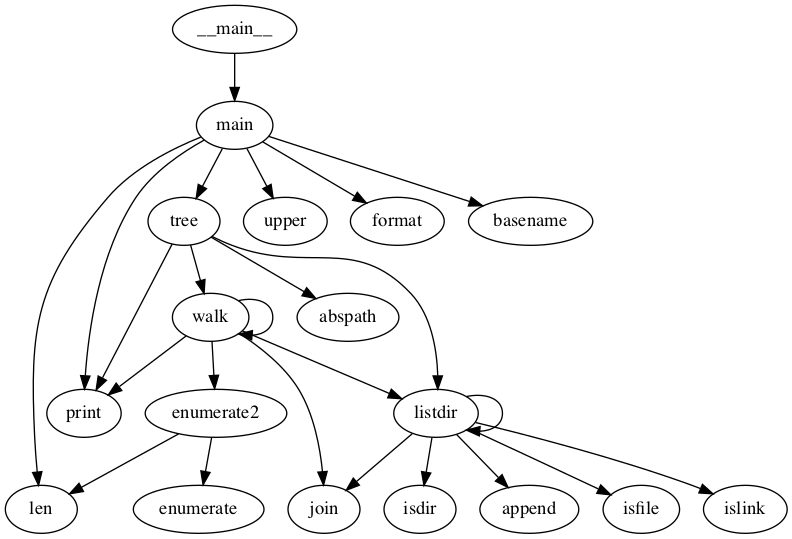 __main__
main
tree
upper
format
basename
walk
abspath
print
enumerate2
listdir
len
enumerate
join
isdir
append
isfile
islink